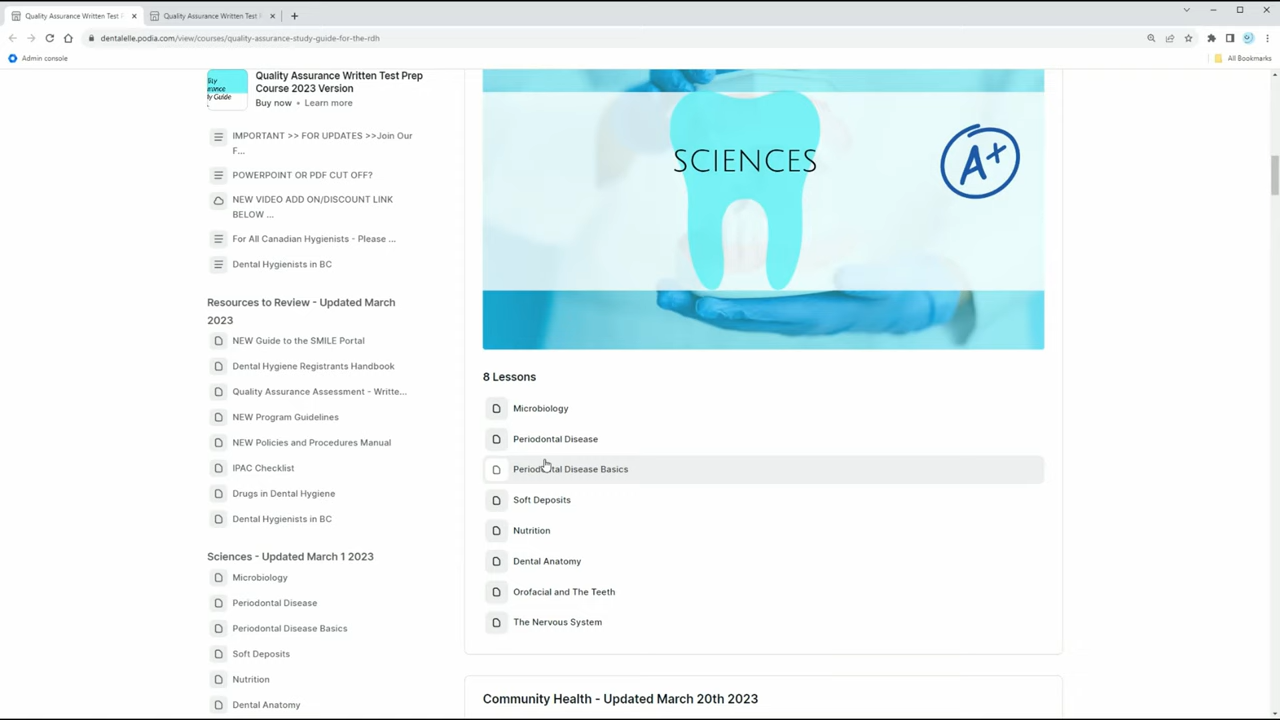 Quality Assurance Written Test
Quality Assurance Written Test
dentalelle.podia.com/view/courses/quality-assurance-study-guide-for-the-rdh
Admin console
All Bookmarks
Quality Assurance Written Test Prep
Course 2023 Version
Buy now • Learn more
IMPORTANT >> FOR UPDATES >>Join Our
F...
POWERPOINT OR PDF CUT OFF?
NEW VIDEO ADD ON/DISCOUNT LINK
BELOW ...
For All Canadian Hygienists - Please ...
Dental Hygienists in BC
Resources to Review - Updated March
2023
NEW Guide to the SMILE Portal
Dental Hygiene Registrants Handbook
Quality Assurance Assessment - Writte...
NEW Program Guidelines
NEW Policies and Procedures Manual
IPAC Checklist
Drugs in Dental Hygiene
Dental Hygienists in BC
Sciences - Updated March 1 2023
Microbiology
Periodontal Disease
Periodontal Disease Basics
Soft Deposits
Nutrition
Dental Anatomy
SCIENCES
A+
8 Lessons
Microbiology
Periodontal Disease
Periodontal Disease Basics
Soft Deposits
Nutrition
Dental Anatomy
Orofacial and The Teeth
The Nervous System
Community Health - Updated March 20th 2023